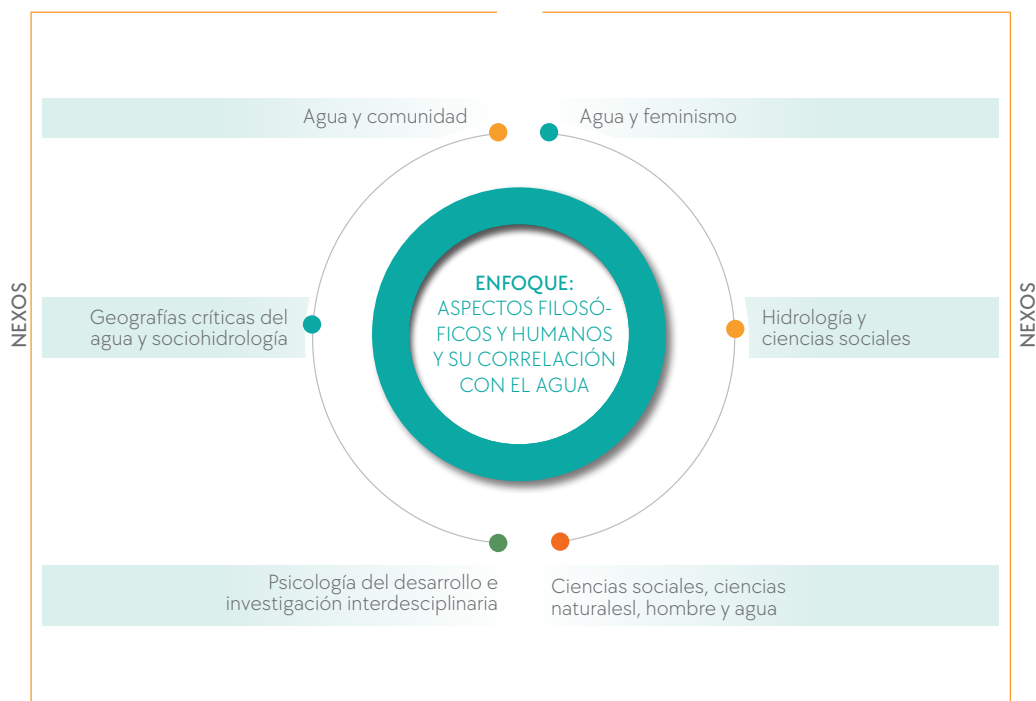 Agua y comunidad
Agua y feminismo
NEXOS
Geografías críticas del
agua y sociohidrología
ENFOQUE:
ASPECTOS FILOSÓ-
FICOS Y HUMANOS
Y SU CORRELACIÓN
CON EL AGUA
Hidrología y
ciencias sociales
NEXOS
Psicología del desarrollo e
investigación interdesciplinaria
Ciencias sociales, ciencias
naturalesl, hombre y agua